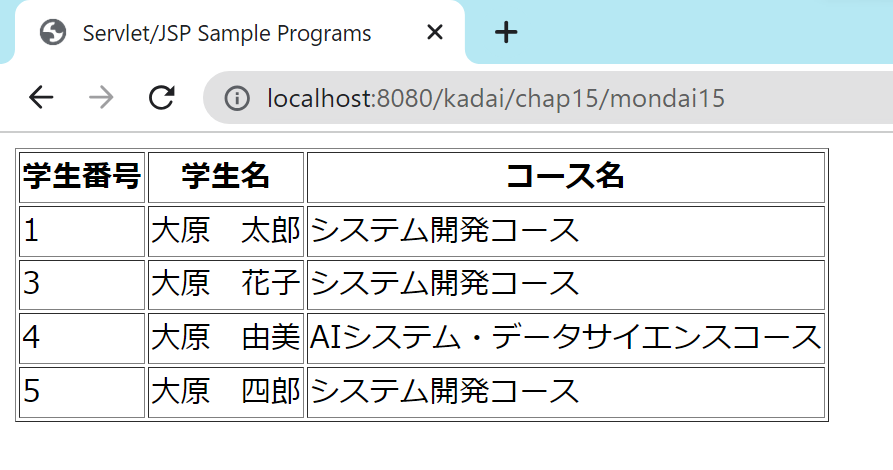 Servlet/JSP Sample Programs
localhost:8080/kadai/chap15/mondai15
学生番号 学生名 コース名
1 大原　太郎 システム開発コース
3 大原　花子 システム開発コース
4 大原　由美 AIシステム・データサイエンスコース
5 大原　四郎 システム開発コース